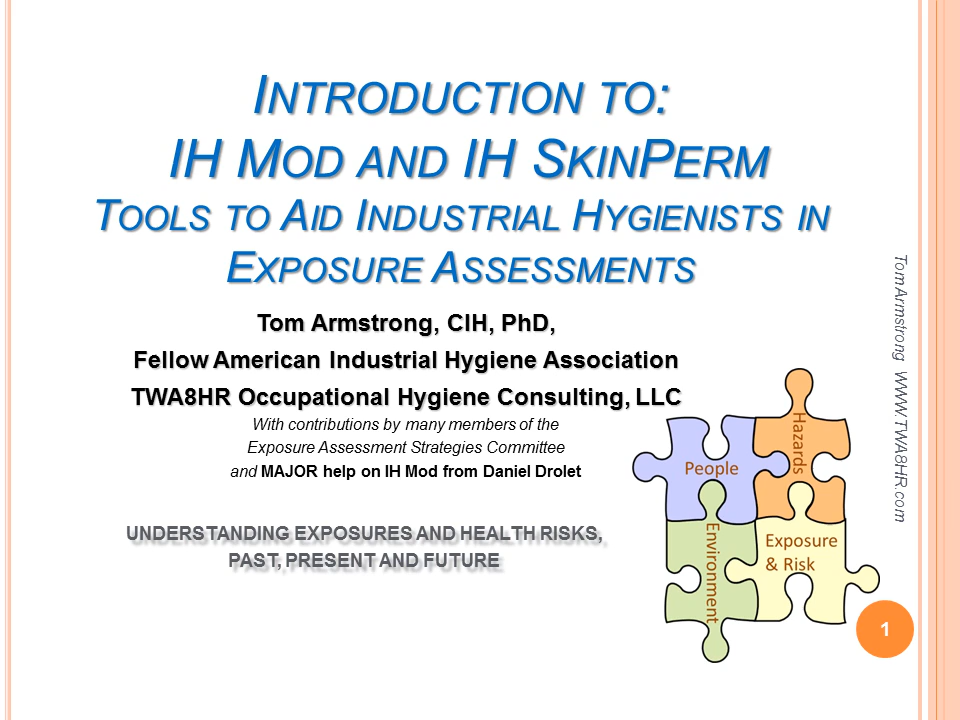 INTRODUCTION TO:
IH MOD AND IH SKINPERM
TOOLS TO AID INDUSTRIAL HYGIENISTS IN
EXPOSURE ASSESSMENTS
Tom Armstrong, CIH, PhD,
Fellow American Industrial Hygiene Association
TWA8HR Occupational Hygiene Consulting, LLC
With contributions by many members of the
Exposure Assessment Strategies Committee
and MAJOR help on IH Mod from Daniel Drolet
UNDERSTANDING EXPOSURES AND HEALTH RISKS,
PAST, PRESENT AND FUTURE
People
Hazards
Environment
Exposure
& Risk
Tom Armstrong WWW.TWA8HR.com
1